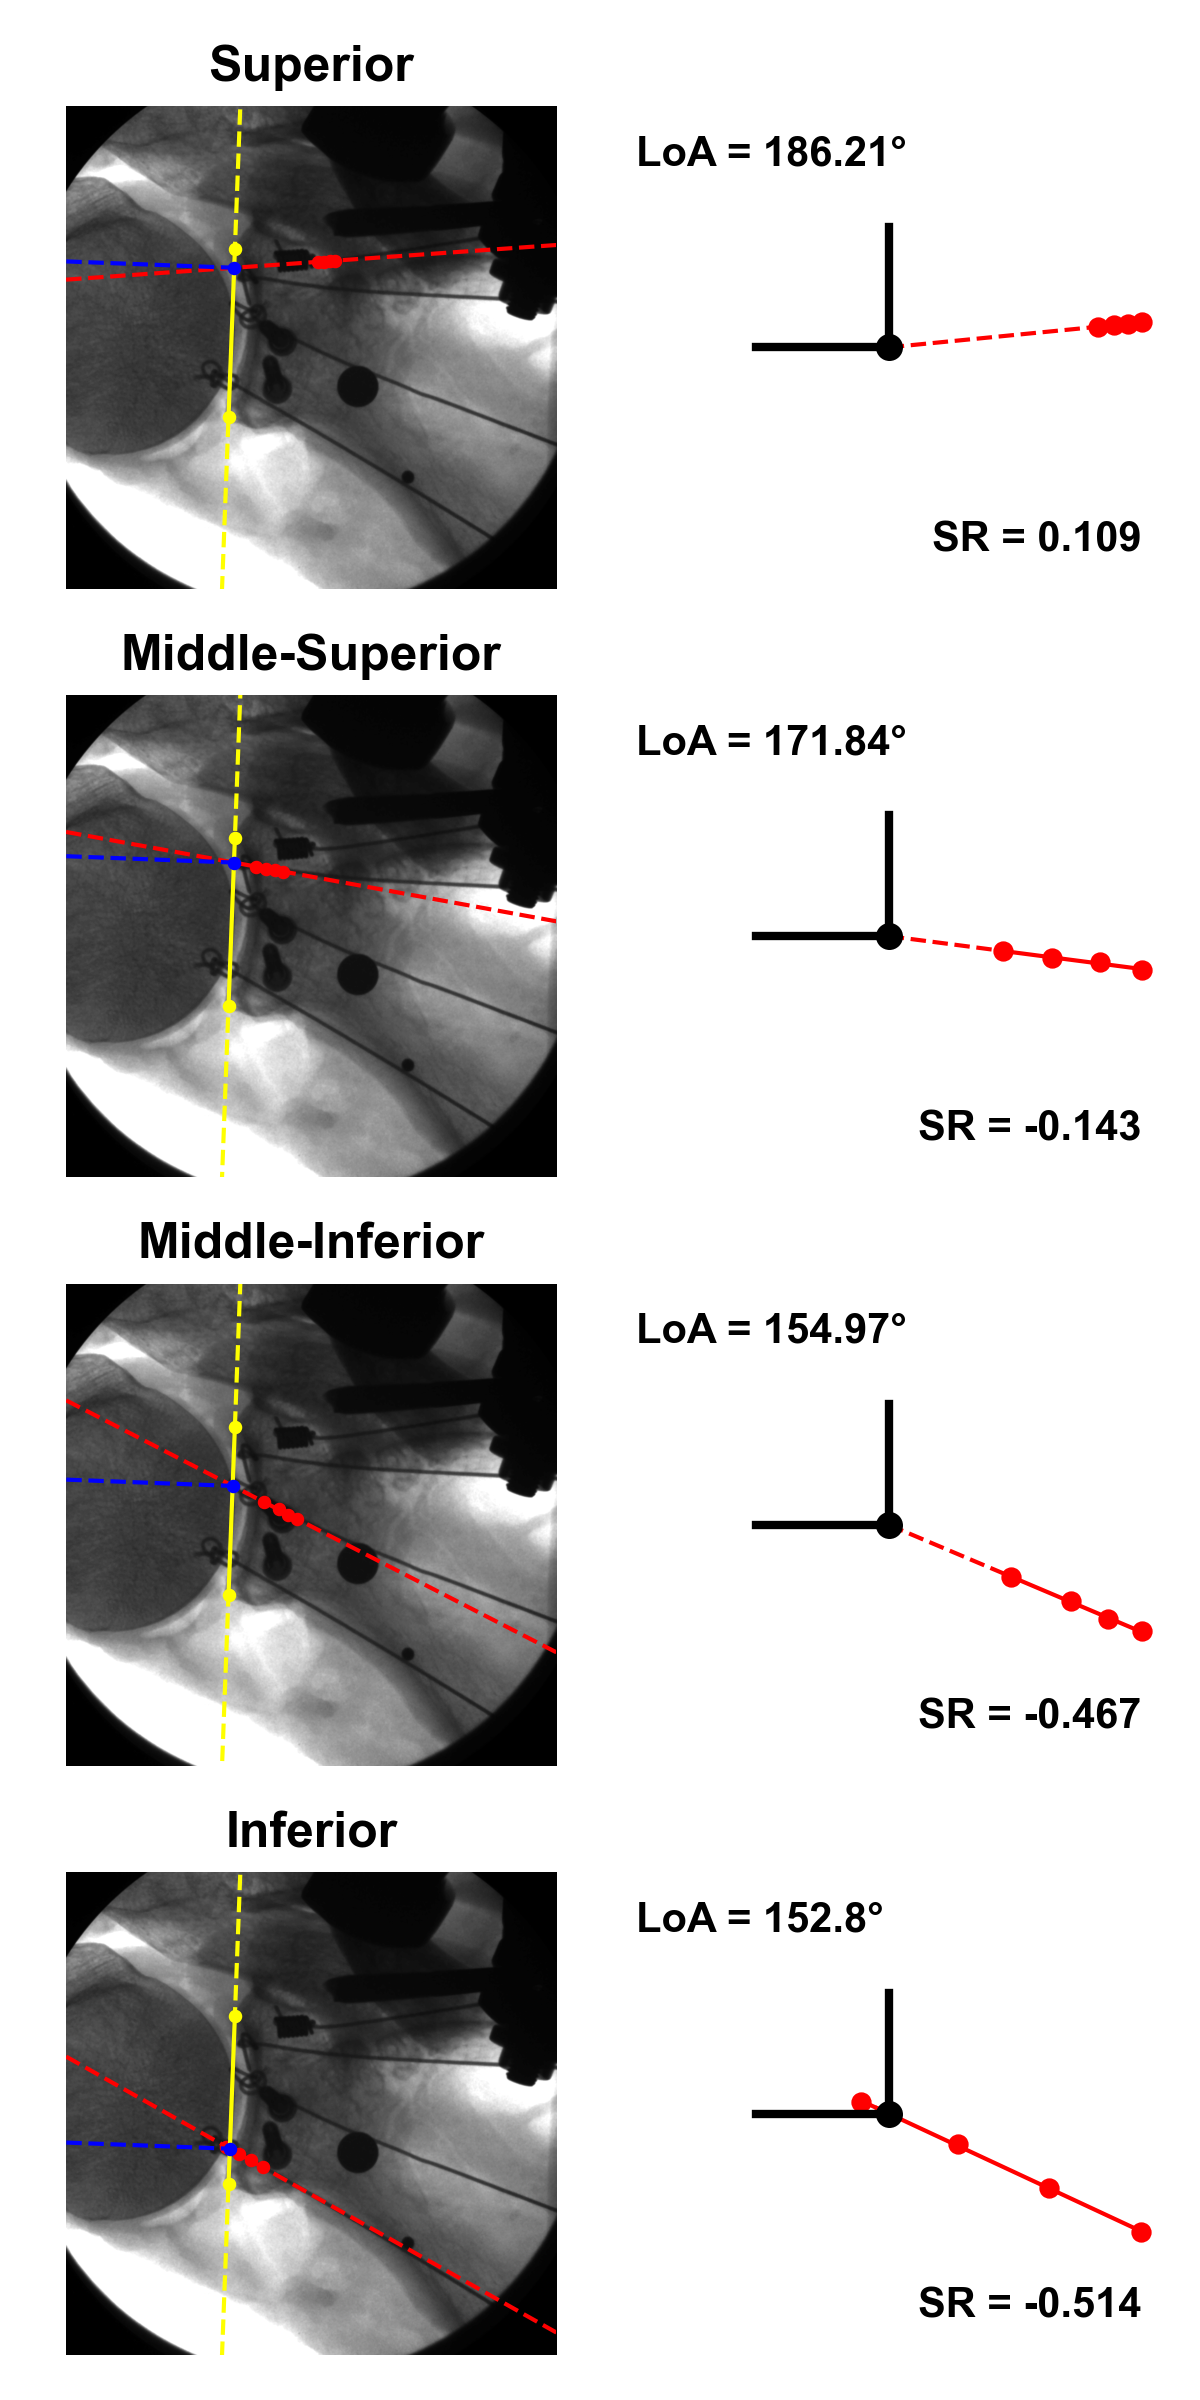 Superior
LoA = 186.21°
SR = 0.109
Middle-Superior
LoA = 171.84°
SR = -0.143
Middle-Inferior
LoA = 154.97°
SR = -0.467
Inferior
LoA = 152.8°
SR = -0.514